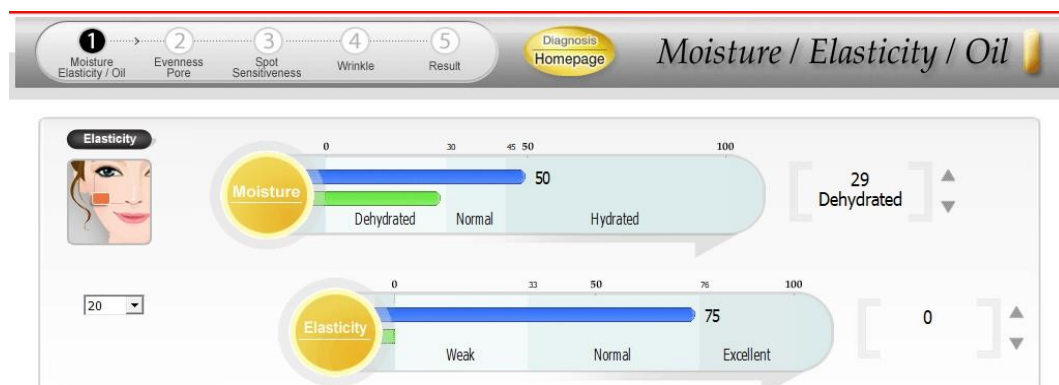 1 2 3 4 5
Moisture Elasticity / Oil
Evenness Pore
Spot Sensitiveness
Wrinkle
Result
Diagnosis Homepage
Moisture / Elasticity / Oil
Elasticity
0 30 45 50 100
Moisture
50
Dehydrated Normal Hydrated
29
Dehydrated
20
0 33 50 76 100
Elasticity
75
Weak Normal Excellent
0